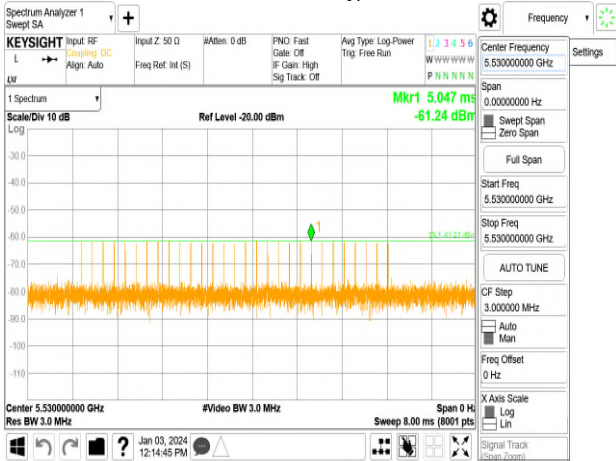 Spectrum Analyzer 1
Swept SA
Frequency
KEYSIGHT
L
Input: RF
Coupling: DC
Align: Auto
Input Z: 50 Ω
Freq Ref: Int (S)
#Atten: 0 dB
PNO: Fast
Gate: Off
IF Gain: High
Sig Track: Off
Avg Type: Log-Power
Trig: Free Run
1 2 3 4 5 6
W W W W W W
P N N N N N
1 Spectrum
Scale/Div 10 dB
Log
Ref Level -20.00 dBm
Mkr1 5.047 ms
-61.24 dBm
-30.0
-40.0
-50.0
-60.0
-70.0
-80.0
-90.0
-100
-110
1
DL1 -61.23 dBm
Center 5.530000000 GHz
Res BW 3.0 MHz
#Video BW 3.0 MHz
Span 0 Hz
Sweep 8.00 ms (8001 pts
Jan 03, 2024
12:14:45 PM
Center Frequency
5.530000000 GHz
Span
0.00000000 Hz
Swept Span
Zero Span
Full Span
Start Freq
5.530000000 GHz
Stop Freq
5.530000000 GHz
AUTO TUNE
CF Step
3.000000 MHz
Auto
Man
Freq Offset
0 Hz
X Axis Scale
Log
Lin
Signal Track
(Span Zoom)
Settings